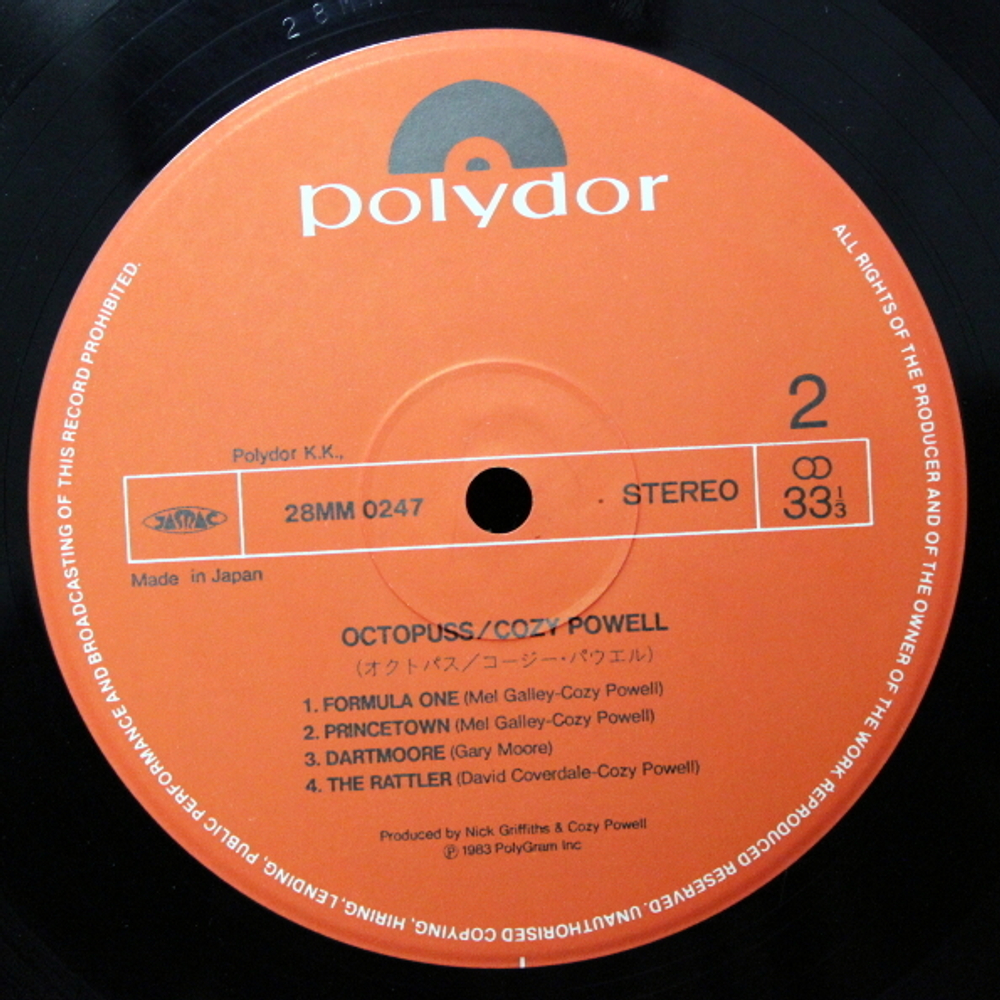 28MM
polydor
ALL RIGHTS OF THE PRODUCER AND OF THE OWNER OF THE WORK REPRODUCED RESERVED. UNAUTHORISED COPYING, HIRING, LENDING, PUBLIC PERFORMANCE AND BROADCASTING OF THIS RECORD PROHIBITED.
2
Polydor K.K.,
JASRAC
28MM 0247
STEREO
33 1/3
Made in Japan
OCTOPUSS/COZY POWELL
(オクトパス/コージー・パウエル)
1. FORMULA ONE (Mel Galley-Cozy Powell)
2. PRINCETOWN (Mel Galley-Cozy Powell)
3. DARTMOORE (Gary Moore)
4. THE RATTLER (David Coverdale-Cozy Powell)
Produced by Nick Griffiths & Cozy Powell
℗ 1983 PolyGram Inc